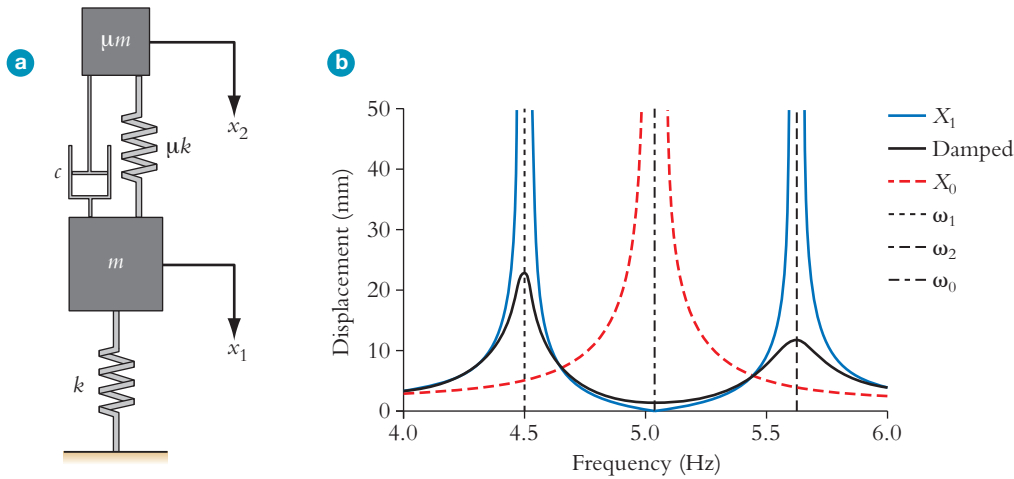 a
μm
x₂
μk
c
m
x₁
k
b
Displacement (mm)
50
40
30
20
10
0
4.0 4.5 5.0 5.5 6.0
Frequency (Hz)
X₁
Damped
X₀
ω₁
ω₂
ω₀